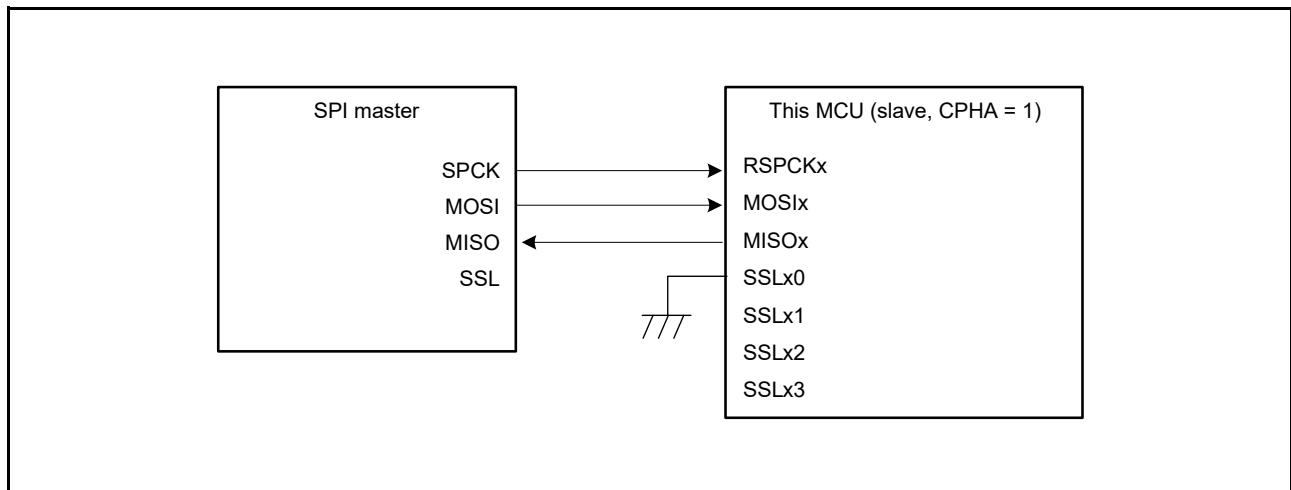 SPI master
SPCK
MOSI
MISO
SSL
This MCU (slave, CPHA = 1)
RSPCKx
MOSIx
MISOx
SSLx0
SSLx1
SSLx2
SSLx3